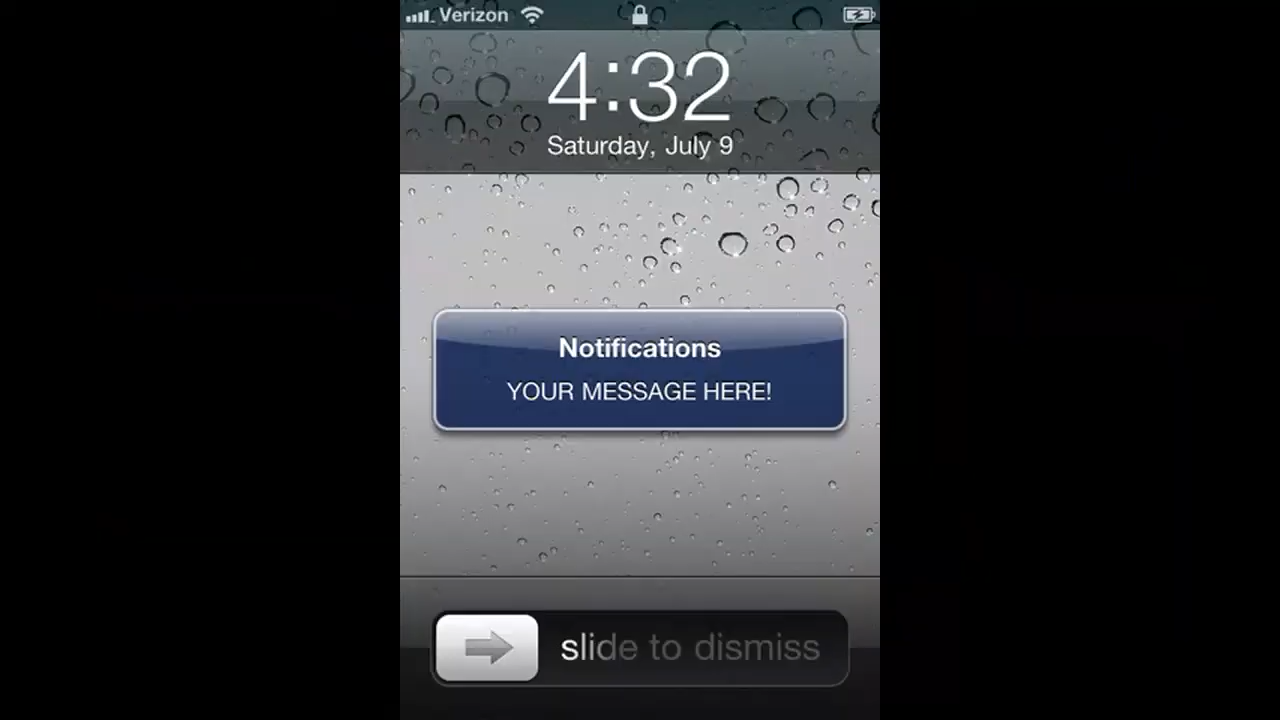 Verizon
4:32
Saturday, July 9
Notifications
YOUR MESSAGE HERE!
slide to dismiss